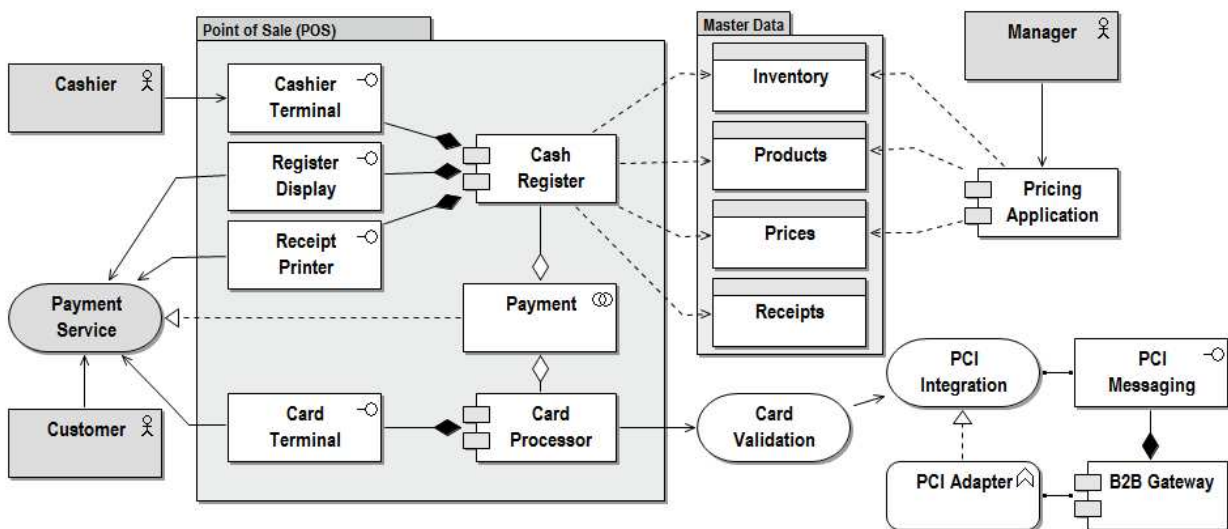 Point of Sale (POS)
Master Data
Manager
Cashier
Cashier
Terminal
Inventory
Register
Display
Cash
Register
Products
Pricing
Application
Receipt
Printer
Prices
Payment
Service
Payment
Receipts
PCI
Integration
PCI
Messaging
Customer
Card
Terminal
Card
Processor
Card
Validation
PCI Adapter
B2B Gateway